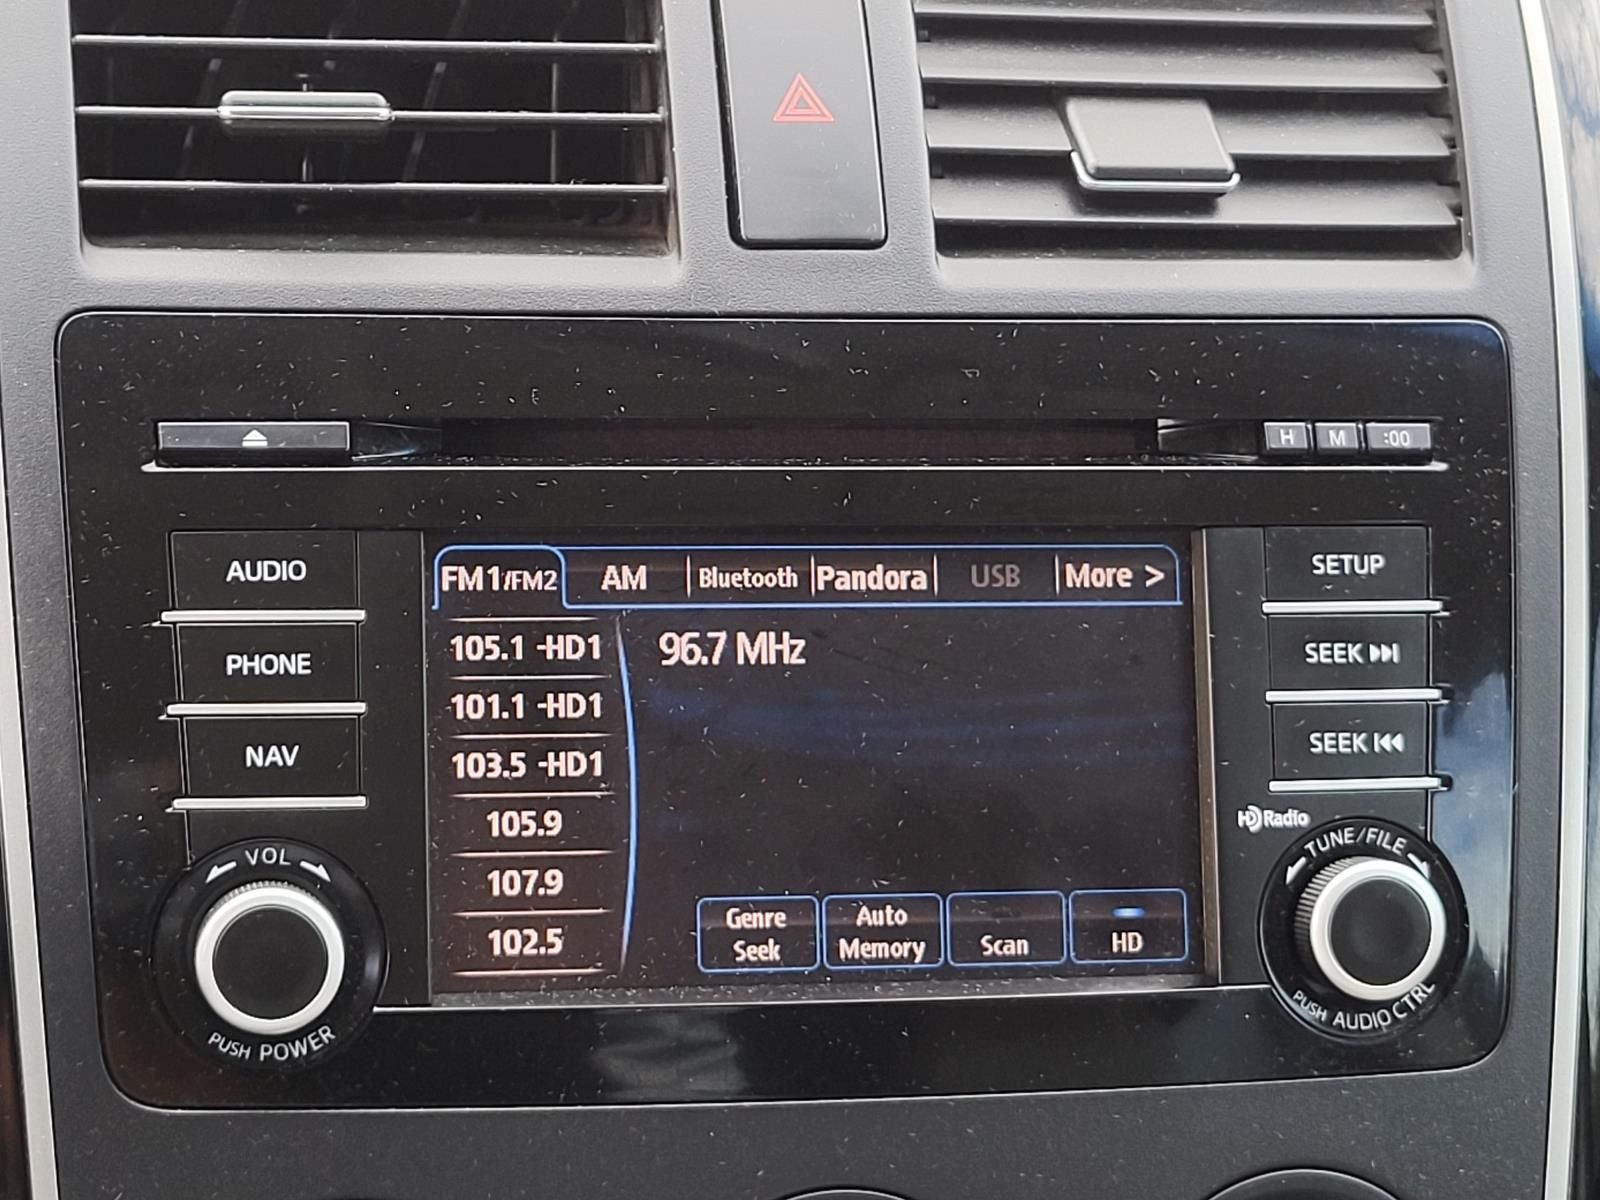 H M :00
AUDIO
PHONE
NAV
VOL
PUSH POWER
FM1/FM2 AM Bluetooth Pandora USB More >
105.1 -HD1
101.1 -HD1
103.5 -HD1
105.9
107.9
102.5
96.7 MHz
Genre
Seek
Auto
Memory
Scan
HD
SETUP
SEEK
SEEK
HD Radio
TUNE/FILE
PUSH AUDIO CTRL